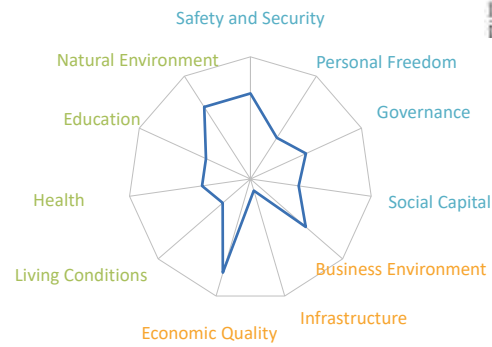 Safety and Security
Natural Environment
Personal Freedom
Education
Governance
Health
Social Capital
Living Conditions
Business Environment
Economic Quality
Infrastructure